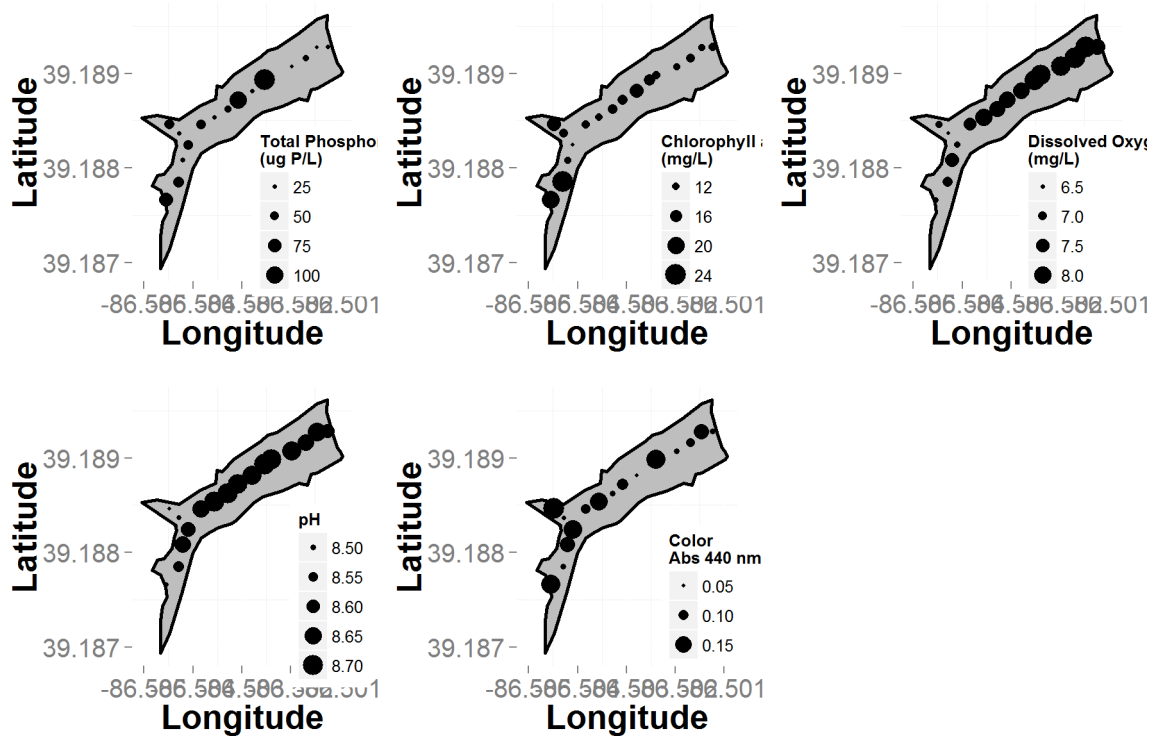 Latitude
39.189
39.188
39.187
Longitude
Total Phospho
(ug P/L)
25
50
75
100
Latitude
39.189
39.188
39.187
Longitude
Chlorophyll
(mg/L)
12
16
20
24
Latitude
39.189
39.188
39.187
Longitude
Dissolved Oxyg
(mg/L)
6.5
7.0
7.5
8.0
Latitude
39.189
39.188
39.187
Longitude
pH
8.50
8.55
8.60
8.65
8.70
Latitude
39.189
39.188
39.187
Longitude
Color
Abs 440 nm
0.05
0.10
0.15